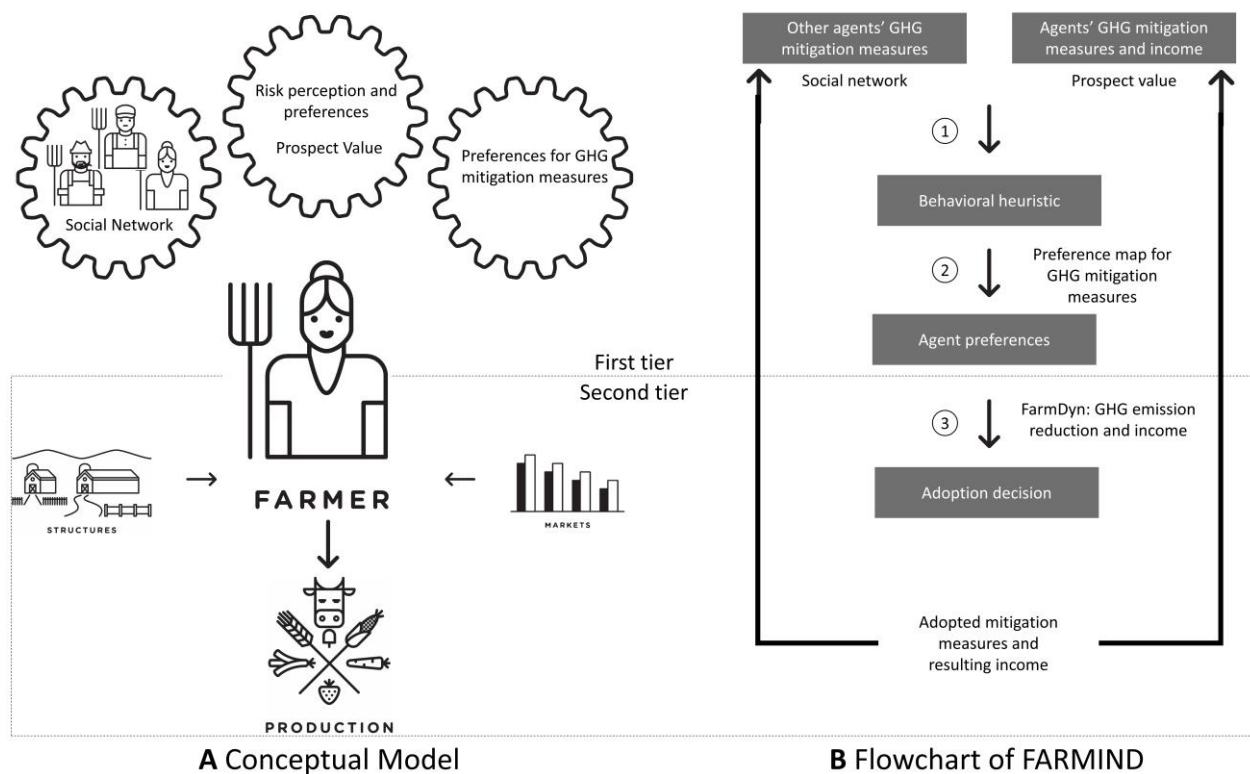 Risk perception and
preferences
Prospect Value
Social Network
Preferences for GHG
mitigation measures
First tier
Second tier
STRUCTURES
FARMER
MARKETS
PRODUCTION
A Conceptual Model
Other agents' GHG
mitigation measures
Agents' GHG mitigation
measures and income
Social network
Prospect value
1
Behavioral heuristic
2
Preference map for
GHG mitigation
measures
Agent preferences
3
FarmDyn: GHG emission
reduction and income
Adoption decision
Adopted mitigation
measures and
resulting income
B Flowchart of FARMIND